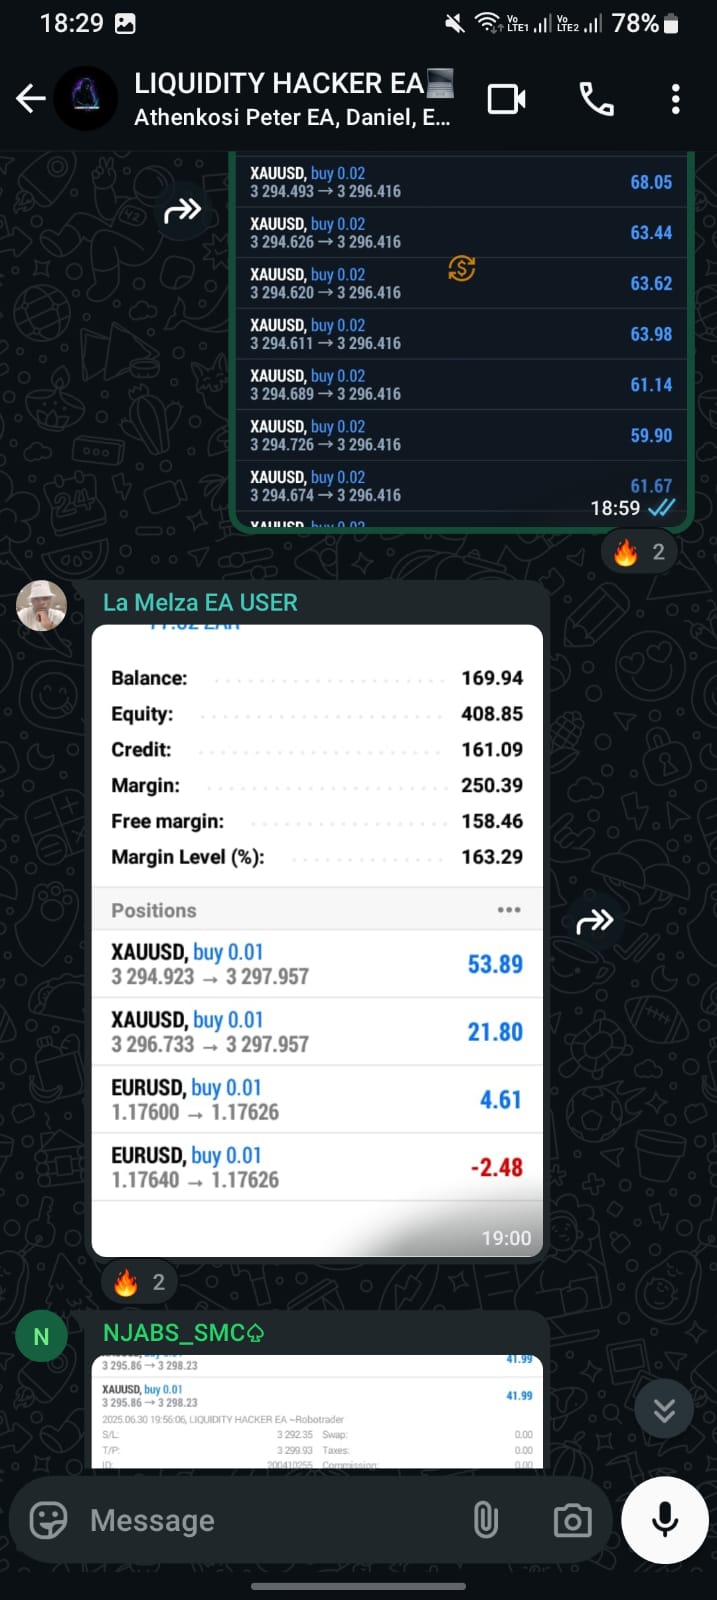 18:29
Vo LTE1 Vo LTE2 78%
LIQUIDITY HACKER EA
Athenkosi Peter EA, Daniel, E...
XAUUSD, buy 0.02
3 294.493 → 3 296.416 68.05
XAUUSD, buy 0.02
3 294.626 → 3 296.416 63.44
XAUUSD, buy 0.02
3 294.620 → 3 296.416 63.62
XAUUSD, buy 0.02
3 294.611 → 3 296.416 63.98
XAUUSD, buy 0.02
3 294.689 → 3 296.416 61.14
XAUUSD, buy 0.02
3 294.726 → 3 296.416 59.90
XAUUSD, buy 0.02
3 294.674 → 3 296.416 61.67
18:59
XAUUSD, buy 0.02
🔥 2
La Melza EA USER
Balance: 169.94
Equity: 408.85
Credit: 161.09
Margin: 250.39
Free margin: 158.46
Margin Level (%): 163.29
Positions •••
XAUUSD, buy 0.01
3 294.923 → 3 297.957 53.89
XAUUSD, buy 0.01
3 296.733 → 3 297.957 21.80
EURUSD, buy 0.01
1.17600 → 1.17626 4.61
EURUSD, buy 0.01
1.17640 → 1.17626 -2.48
19:00
🔥 2
N
NJABS_SMC♤
3 295.86 → 3 298.23 41.99
XAUUSD, buy 0.01
3 295.86 → 3 298.23 41.99
2025.06.30 19:56:06, LIQUIDITY HACKER EA ~Robotrader
S/L: 3 292.35 Swap: 0.00
T/P: 3 299.93 Taxes: 0.00
ID: 200410255 Commission: 0.00
Message